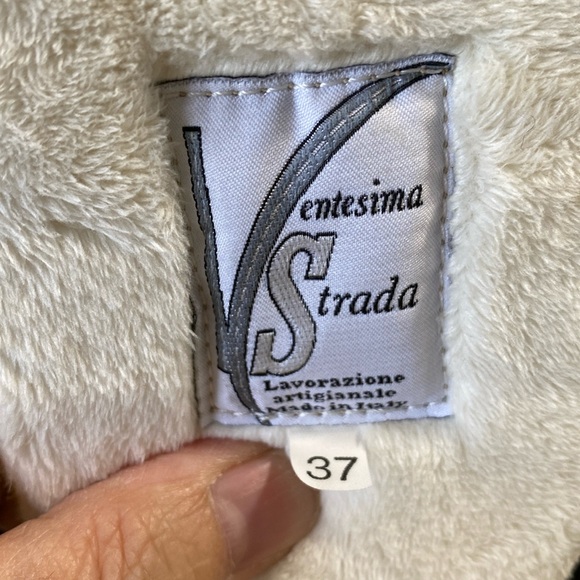 Ventesima
Strada
Lavorazione
artigianale
Made in Italy
37